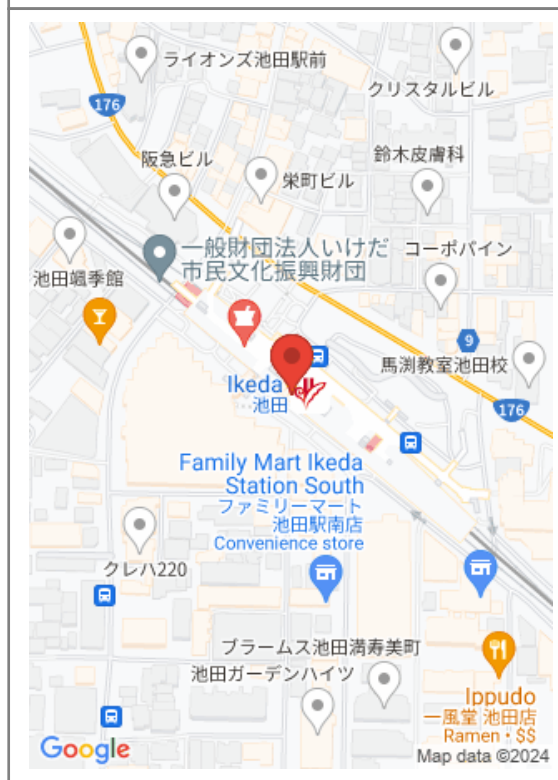 ライオンズ池田駅前
クリスタルビル
176
阪急ビル
鈴木皮膚科
栄町ビル
一般財団法人いけだ
市民文化振興財団
コーポパイン
池田颯季館
9
馬渕教室池田校
Ikeda
池田
176
Family Mart Ikeda
Station South
ファミリーマート
池田駅南店
Convenience store
クレハ220
ブラームス池田満寿美町
池田ガーデンハイツ
Ippudo
一風堂 池田店
Ramen • $$
Google
Map data ©2024